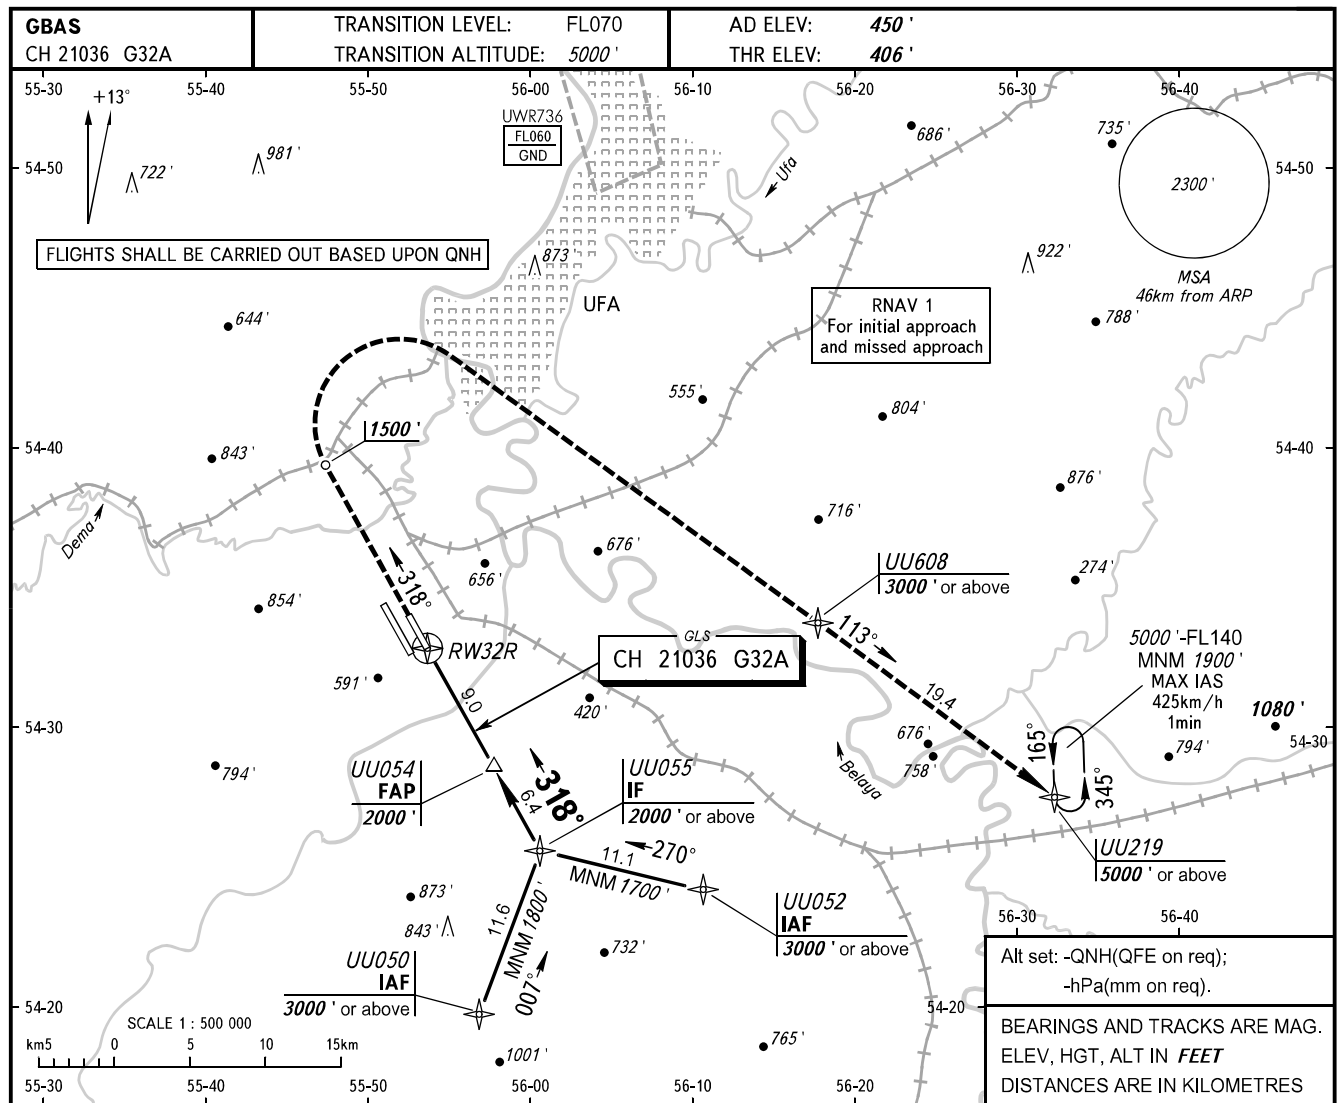 GBAS
CH 21036 G32A
TRANSITION LEVEL: FL070
TRANSITION ALTITUDE: 5000 '
AD ELEV: 450 '
THR ELEV: 406 '
55-30 55-40 55-50 56-00 56-10 56-20 56-30 56-40
+13°
UWR736
FL060
GND
686 '
735 '
981 '
722 '
54-50
54-50
Ufa
2300 '
FLIGHTS SHALL BE CARRIED OUT BASED UPON QNH
873 '
922 '
MSA
46km from ARP
UFA
RNAV 1
For initial approach
and missed approach
644 '
788 '
555 '
804 '
1500 '
54-40
54-40
843 '
876 '
716 '
Dema
676 '
656 '
UU608
3000 ' or above
274 '
318°
854 '
113°
RW32R
GLS
CH 21036 G32A
5000 '-FL140
MNM 1900 '
MAX IAS
425km/h
1min
591 '
9.0
420 '
19.4
1080 '
54-30
54-30
676 '
758 '
165°
345°
794 '
794 '
Belaya
UU054
FAP
2000 '
318°
6.4
UU055
IF
2000 ' or above
270°
11.1
MNM 1700 '
UU219
5000 ' or above
873 '
843 '
11.6
MNM 1800 '
007°
UU052
IAF
3000 ' or above
732 '
56-30 56-40
UU050
IAF
3000 ' or above
Alt set: -QNH(QFE on req);
-hPa(mm on req).
54-20
54-20
SCALE 1 : 500 000
km5 0 5 10 15km
1001 '
765 '
BEARINGS AND TRACKS ARE MAG.
ELEV, HGT, ALT IN FEET
DISTANCES ARE IN KILOMETRES
55-30 55-40 55-50 56-00 56-10 56-20